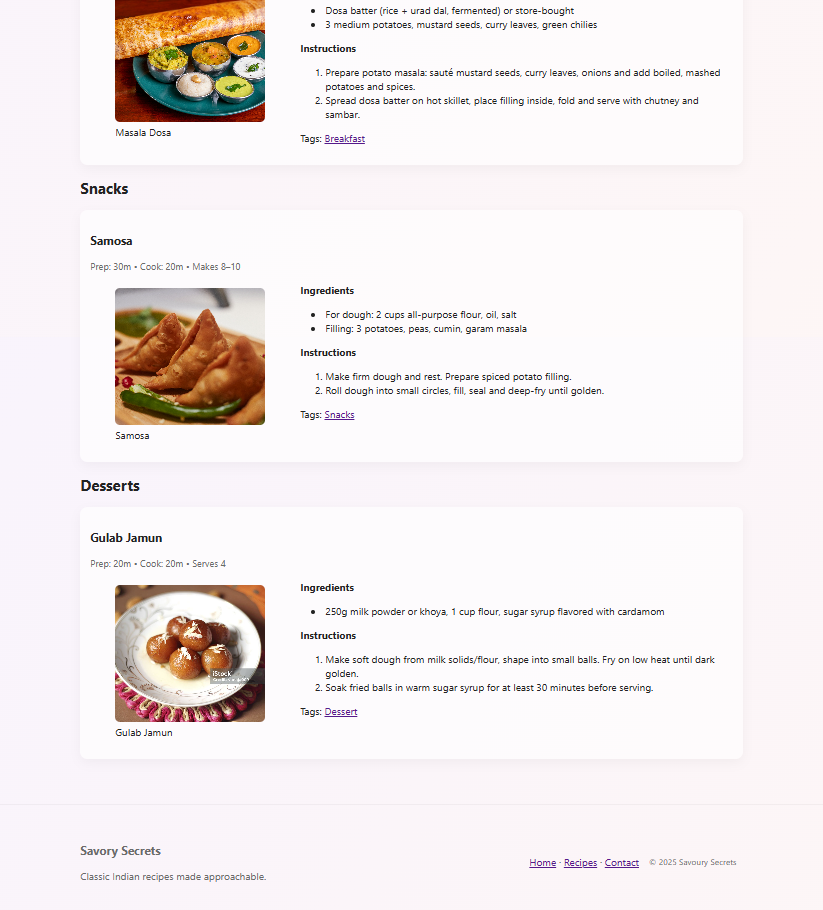 Dosa batter (rice + urad dal, fermented) or store-bought
3 medium potatoes, mustard seeds, curry leaves, green chilies
Instructions
1. Prepare potato masala: sauté mustard seeds, curry leaves, onions and add boiled, mashed
potatoes and spices.
2. Spread dosa batter on hot skillet, place filling inside, fold and serve with chutney and
sambar.
Masala Dosa
Tags: Breakfast
Snacks
Samosa
Prep: 30m • Cook: 20m • Makes 8–10
Ingredients
For dough: 2 cups all-purpose flour, oil, salt
Filling: 3 potatoes, peas, cumin, garam masala
Instructions
1. Make firm dough and rest. Prepare spiced potato filling.
2. Roll dough into small circles, fill, seal and deep-fry until golden.
Tags: Snacks
Samosa
Desserts
Gulab Jamun
Prep: 20m • Cook: 20m • Serves 4
Ingredients
250g milk powder or khoya, 1 cup flour, sugar syrup flavored with cardamom
Instructions
1. Make soft dough from milk solids/flour, shape into small balls. Fry on low heat until dark
golden.
2. Soak fried balls in warm sugar syrup for at least 30 minutes before serving.
iStock
Tags: Dessert
Gulab Jamun
Savory Secrets
Classic Indian recipes made approachable.
Home · Recipes · Contact © 2025 Savoury Secrets